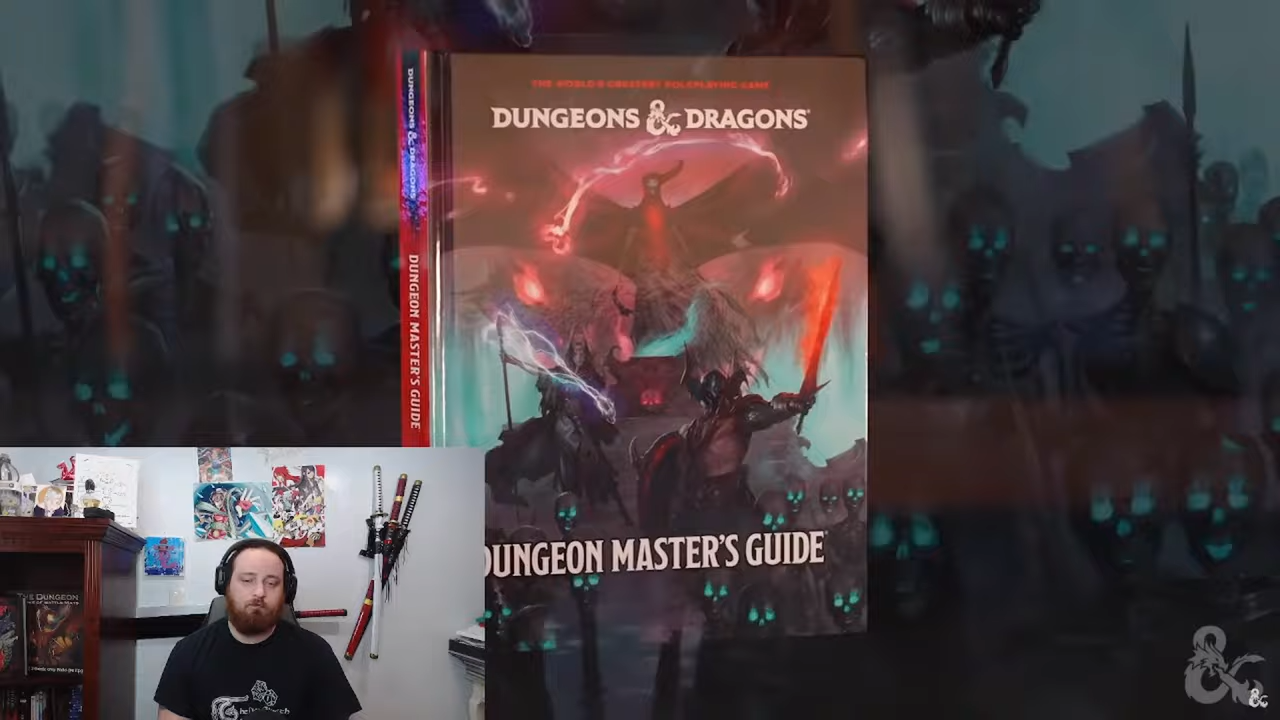 THE WORLD'S GREATEST ROLEPLAYING GAME
DUNGEONS & DRAGONS
DUNGEONS & DRAGONS
DUNGEON MASTER'S GUIDE
DUNGEON MASTER'S GUIDE
THE DUNGEON